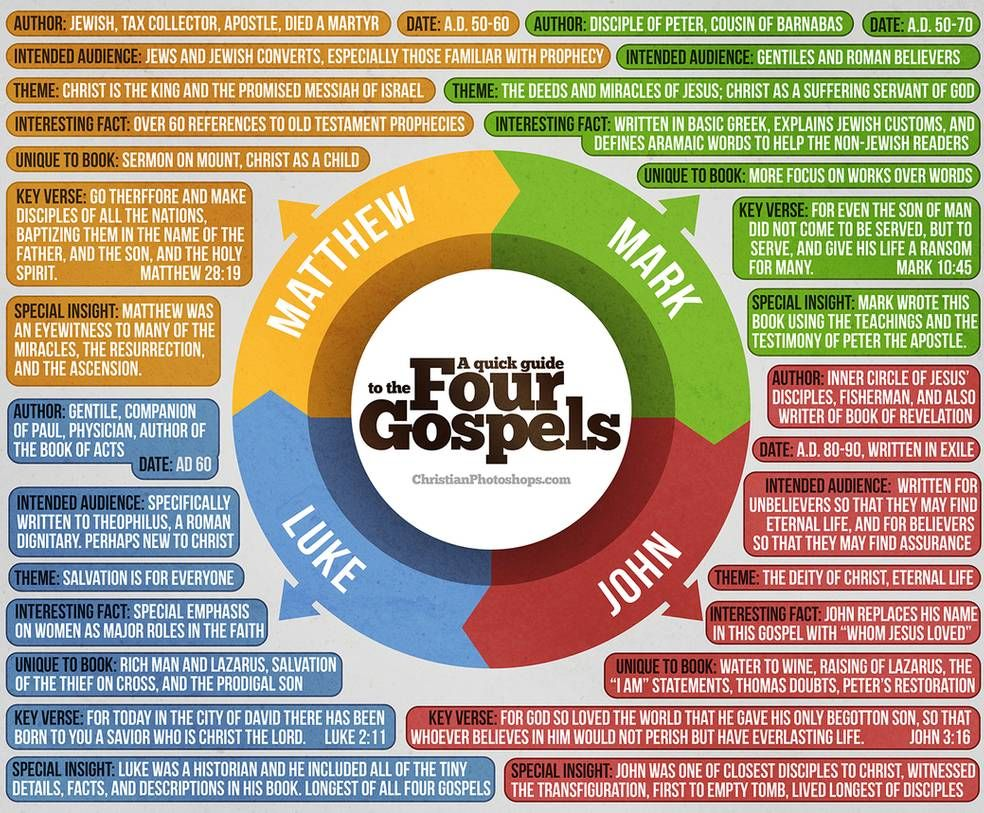 AUTHOR: JEWISH, TAX COLLECTOR, APOSTLE, DIED A MARTYR
DATE: A.D. 50-60
INTENDED AUDIENCE: JEWS AND JEWISH CONVERTS, ESPECIALLY THOSE FAMILIAR WITH PROPHECY
THEME: CHRIST IS THE KING AND THE PROMISED MESSIAH OF ISRAEL
INTERESTING FACT: OVER 60 REFERENCES TO OLD TESTAMENT PROPHECIES
UNIQUE TO BOOK: SERMON ON MOUNT, CHRIST AS A CHILD
KEY VERSE: GO THERFFORE AND MAKE
DISCIPLES OF ALL THE NATIONS,
BAPTIZING THEM IN THE NAME OF THE
FATHER, AND THE SON, AND THE HOLY
SPIRIT. MATTHEW 28:19
SPECIAL INSIGHT: MATTHEW WAS
AN EYEWITNESS TO MANY OF THE
MIRACLES, THE RESURRECTION,
AND THE ASCENSION.
AUTHOR: DISCIPLE OF PETER, COUSIN OF BARNABAS
DATE: A.D. 50-70
INTENDED AUDIENCE: GENTILES AND ROMAN BELIEVERS
THEME: THE DEEDS AND MIRACLES OF JESUS; CHRIST AS A SUFFERING SERVANT OF GOD
INTERESTING FACT: WRITTEN IN BASIC GREEK, EXPLAINS JEWISH CUSTOMS, AND
DEFINES ARAMAIC WORDS TO HELP THE NON-JEWISH READERS
UNIQUE TO BOOK: MORE FOCUS ON WORKS OVER WORDS
KEY VERSE: FOR EVEN THE SON OF MAN
DID NOT COME TO BE SERVED, BUT TO
SERVE, AND GIVE HIS LIFE A RANSOM
FOR MANY. MARK 10:45
SPECIAL INSIGHT: MARK WROTE THIS
BOOK USING THE TEACHINGS AND THE
TESTIMONY OF PETER THE APOSTLE.
MATTHEW
MARK
A quick guide
to the Four
Gospels
ChristianPhotoshops.com
LUKE
JOHN
AUTHOR: GENTILE, COMPANION
OF PAUL, PHYSICIAN, AUTHOR OF
THE BOOK OF ACTS
DATE: AD 60
INTENDED AUDIENCE: SPECIFICALLY
WRITTEN TO THEOPHILUS, A ROMAN
DIGNITARY. PERHAPS NEW TO CHRIST
THEME: SALVATION IS FOR EVERYONE
INTERESTING FACT: SPECIAL EMPHASIS
ON WOMEN AS MAJOR ROLES IN THE FAITH
UNIQUE TO BOOK: RICH MAN AND LAZARUS, SALVATION
OF THE THIEF ON CROSS, AND THE PRODIGAL SON
KEY VERSE: FOR TODAY IN THE CITY OF DAVID THERE HAS BEEN
BORN TO YOU A SAVIOR WHO IS CHRIST THE LORD. LUKE 2:11
SPECIAL INSIGHT: LUKE WAS A HISTORIAN AND HE INCLUDED ALL OF THE TINY
DETAILS, FACTS, AND DESCRIPTIONS IN HIS BOOK. LONGEST OF ALL FOUR GOSPELS
AUTHOR: INNER CIRCLE OF JESUS'
DISCIPLES, FISHERMAN, AND ALSO
WRITER OF BOOK OF REVELATION
DATE: A.D. 80-90, WRITTEN IN EXILE
INTENDED AUDIENCE: WRITTEN FOR
UNBELIEVERS SO THAT THEY MAY FIND
ETERNAL LIFE, AND FOR BELIEVERS
SO THAT THEY MAY FIND ASSURANCE
THEME: THE DEITY OF CHRIST, ETERNAL LIFE
INTERESTING FACT: JOHN REPLACES HIS NAME
IN THIS GOSPEL WITH “WHOM JESUS LOVED”
UNIQUE TO BOOK: WATER TO WINE, RAISING OF LAZARUS, THE
“I AM” STATEMENTS, THOMAS DOUBTS, PETER'S RESTORATION
KEY VERSE: FOR GOD SO LOVED THE WORLD THAT HE GAVE HIS ONLY BEGOTTON SON, SO THAT
WHOEVER BELIEVES IN HIM WOULD NOT PERISH BUT HAVE EVERLASTING LIFE. JOHN 3:16
SPECIAL INSIGHT: JOHN WAS ONE OF CLOSEST DISCIPLES TO CHRIST, WITNESSED
THE TRANSFIGURATION, FIRST TO EMPTY TOMB, LIVED LONGEST OF DISCIPLES